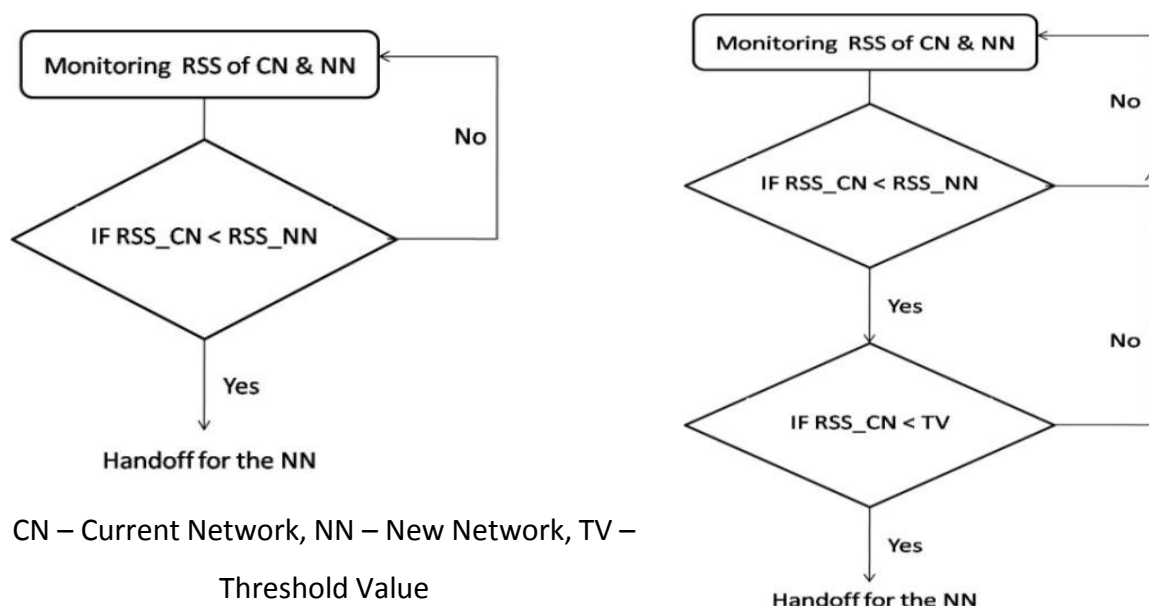 Monitoring RSS of CN & NN
No
IF RSS_CN < RSS_NN
Yes
Handoff for the NN
CN – Current Network, NN – New Network, TV –
Threshold Value
Monitoring RSS of CN & NN
No
IF RSS_CN < RSS_NN
Yes
No
IF RSS_CN < TV
Yes
Handoff for the NN